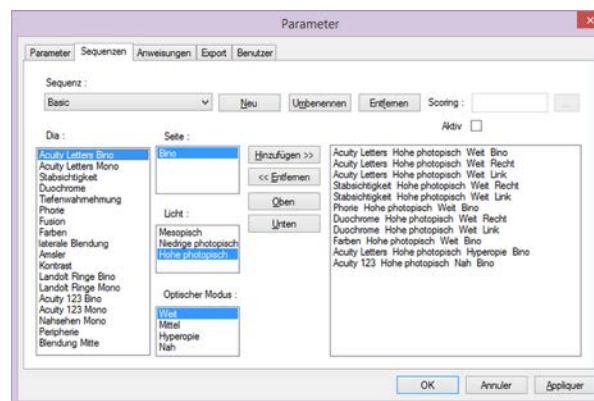 Parameter
Parameter Sequenzen Anweisungen Export Benutzer
Sequenz :
Basic Neu Umbenennen Entfernen Scoring : ...
Aktiv
Dia : Seite :
Acuity Letters Bino
Acuity Letters Mono
Stabsichtigkeit
Duochrome
Tiefenwahrnehmung
Phorie
Fusion
Farben
laterale Blendung
Amsler
Kontrast
Landolt Ringe Bino
Landolt Ringe Mono
Acuity 123 Bino
Acuity 123 Mono
Nahsehen Mono
Peripherie
Blendung Mitte
Bino
Licht :
Mesopisch
Niedrige photopisch
Hohe photopisch
Optischer Modus :
Weit
Mittel
Hyperopie
Nah
Hinzufügen >>
<< Entfernen
Oben
Unten
Acuity Letters Hohe photopisch Weit Bino
Acuity Letters Hohe photopisch Weit Recht
Acuity Letters Hohe photopisch Weit Link
Stabsichtigkeit Hohe photopisch Weit Recht
Stabsichtigkeit Hohe photopisch Weit Link
Phorie Hohe photopisch Weit Bino
Duochrome Hohe photopisch Weit Recht
Duochrome Hohe photopisch Weit Link
Farben Hohe photopisch Weit Bino
Acuity Letters Hohe photopisch Hyperopie Bino
Acuity 123 Hohe photopisch Nah Bino
OK Annuler Appliquer